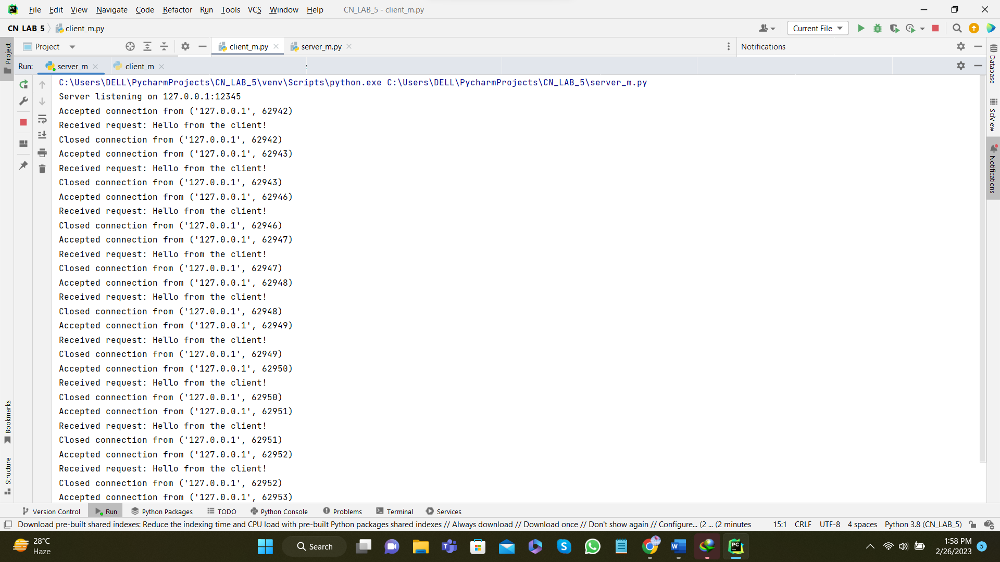 File Edit View Navigate Code Refactor Run Tools VCS Window Help CN_LAB_5 - client_m.py
CN_LAB_5 client_m.py Current File
Project client_m.py server_m.py Notifications
Run: server_m client_m
C:\Users\DELL\PycharmProjects\CN_LAB_5\venv\Scripts\python.exe C:\Users\DELL\PycharmProjects\CN_LAB_5\server_m.py
Server listening on 127.0.0.1:12345
Accepted connection from ('127.0.0.1', 62942)
Received request: Hello from the client!
Closed connection from ('127.0.0.1', 62942)
Accepted connection from ('127.0.0.1', 62943)
Received request: Hello from the client!
Closed connection from ('127.0.0.1', 62943)
Accepted connection from ('127.0.0.1', 62946)
Received request: Hello from the client!
Closed connection from ('127.0.0.1', 62946)
Accepted connection from ('127.0.0.1', 62947)
Received request: Hello from the client!
Closed connection from ('127.0.0.1', 62947)
Accepted connection from ('127.0.0.1', 62948)
Received request: Hello from the client!
Closed connection from ('127.0.0.1', 62948)
Accepted connection from ('127.0.0.1', 62949)
Received request: Hello from the client!
Closed connection from ('127.0.0.1', 62949)
Accepted connection from ('127.0.0.1', 62950)
Received request: Hello from the client!
Closed connection from ('127.0.0.1', 62950)
Accepted connection from ('127.0.0.1', 62951)
Received request: Hello from the client!
Closed connection from ('127.0.0.1', 62951)
Accepted connection from ('127.0.0.1', 62952)
Received request: Hello from the client!
Closed connection from ('127.0.0.1', 62952)
Accepted connection from ('127.0.0.1', 62953)
Project
Bookmarks
Structure
Database
SciView
Notifications
Version Control Run Python Packages TODO Python Console Problems Terminal Services
Download pre-built shared indexes: Reduce the indexing time and CPU load with pre-built Python packages shared indexes // Always download // Download once // Don't show again // Configure... (2 ... (2 minutes 15:1 CRLF UTF-8 4 spaces Python 3.8 (CN_LAB_5)
28°C
Haze
Search
1:58 PM
2/26/2023
5